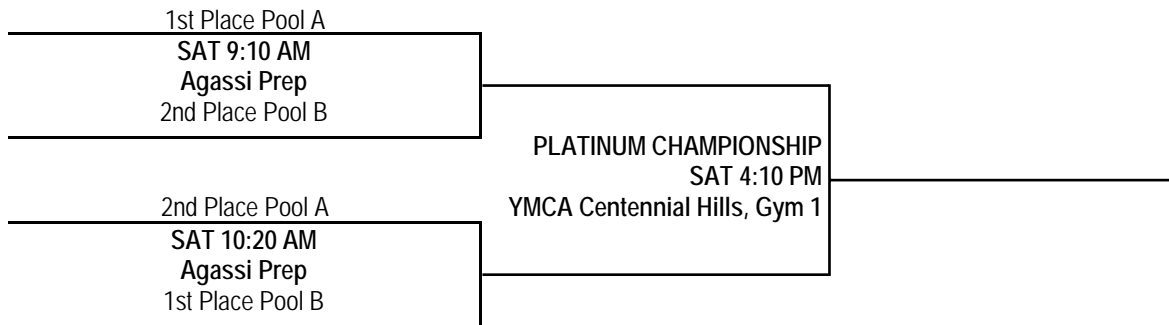 1st Place Pool A
SAT 9:10 AM
Agassi Prep
2nd Place Pool B
PLATINUM CHAMPIONSHIP
SAT 4:10 PM
YMCA Centennial Hills, Gym 1
2nd Place Pool A
SAT 10:20 AM
Agassi Prep
1st Place Pool B